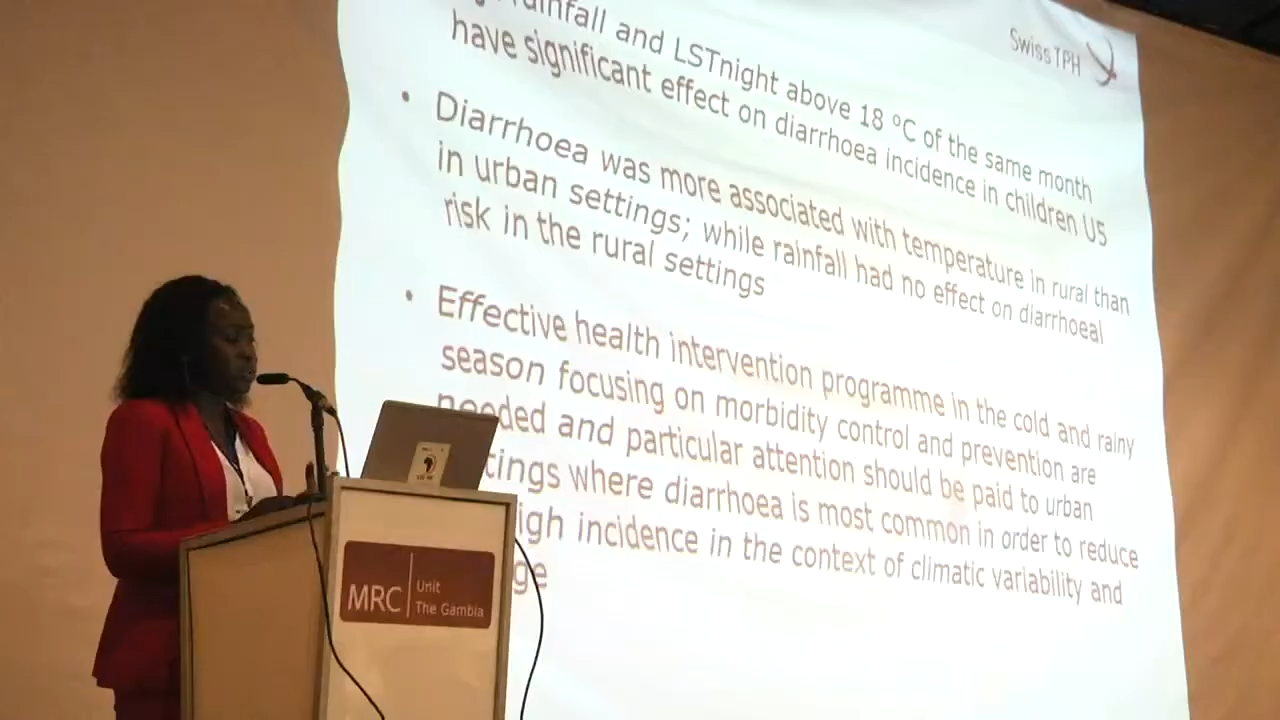 rainfall and LSTnight above 18 ºC of the same month
have significant effect on diarrhoea incidence in children U5
• Diarrhoea was more associated with temperature in rural than
in urban settings; while rainfall had no effect on diarrhoeal
risk in the rural settings
• Effective health intervention programme in the cold and rainy
season focusing on morbidity control and prevention are
needed and particular attention should be paid to urban
tings where diarrhoea is most common in order to reduce
igh incidence in the context of climatic variability and
ge
Swiss TPH
MRC
Unit
The Gambia